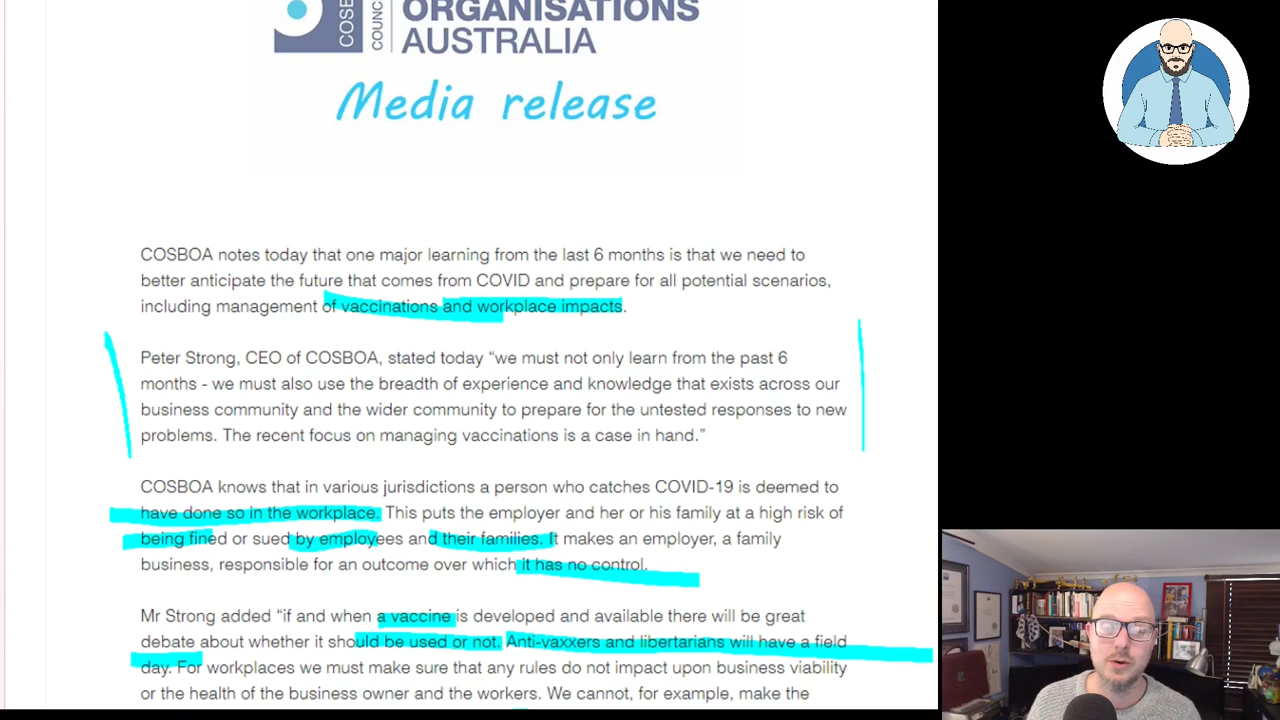 ORGANISATIONS
COSB
COUNC
AUSTRALIA
Media release
COSBOA notes today that one major learning from the last 6 months is that we need to
better anticipate the future that comes from COVID and prepare for all potential scenarios,
including management of vaccinations and workplace impacts.
Peter Strong, CEO of COSBOA, stated today “we must not only learn from the past 6
months - we must also use the breadth of experience and knowledge that exists across our
business community and the wider community to prepare for the untested responses to new
problems. The recent focus on managing vaccinations is a case in hand.”
COSBOA knows that in various jurisdictions a person who catches COVID-19 is deemed to
have done so in the workplace. This puts the employer and her or his family at a high risk of
being fined or sued by employees and their families. It makes an employer, a family
business, responsible for an outcome over which it has no control.
Mr Strong added “if and when a vaccine is developed and available there will be great
debate about whether it should be used or not. Anti-vaxxers and libertarians will have a field
day. For workplaces we must make sure that any rules do not impact upon business viability
or the health of the business owner and the workers. We cannot, for example, make the